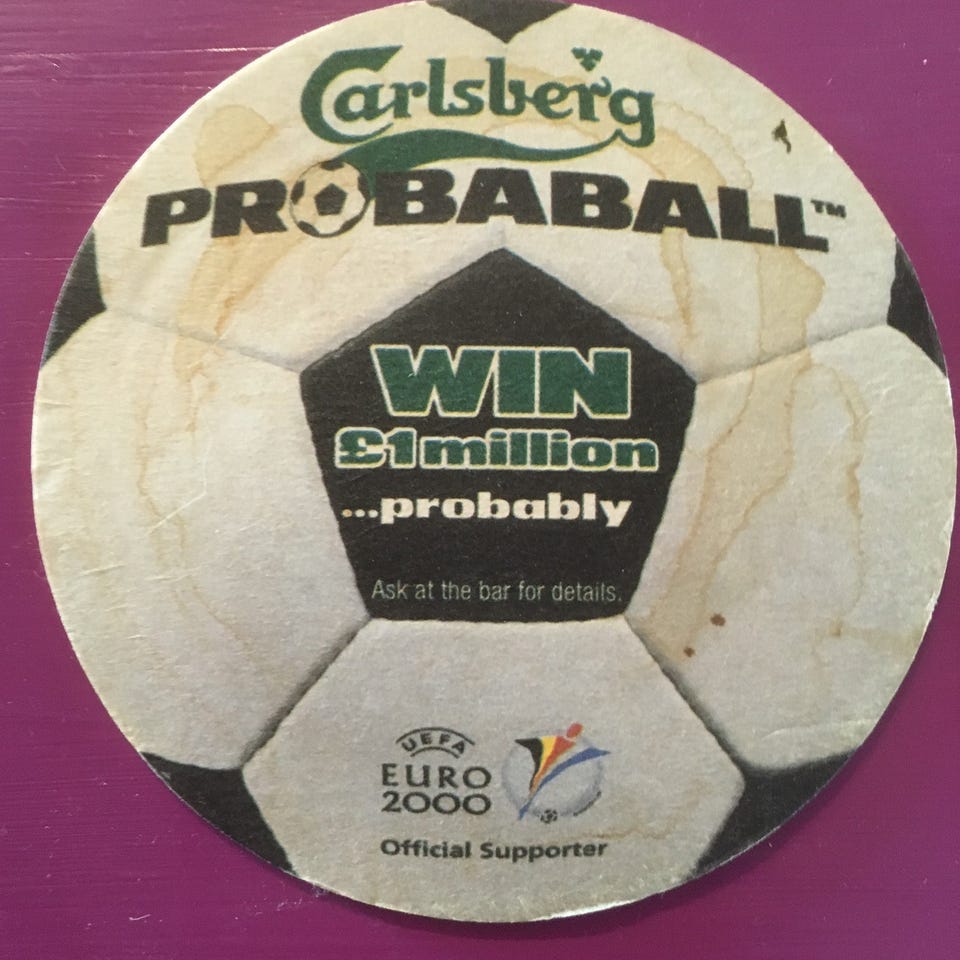 Carlsberg
PROBABALL™
WIN
£1million
...probably
Ask at the bar for details.
UEFA
EURO
2000
Official Supporter